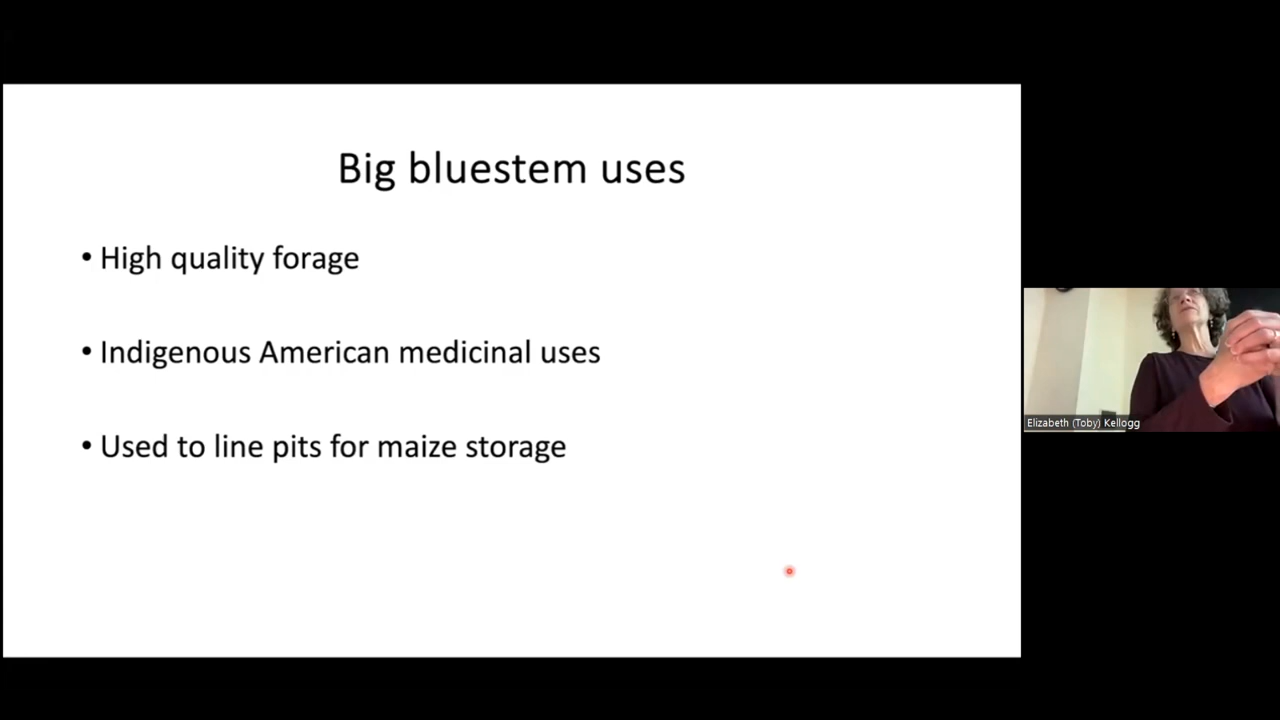 Big bluestem uses
• High quality forage
• Indigenous American medicinal uses
• Used to line pits for maize storage
Elizabeth (Toby) Kellogg